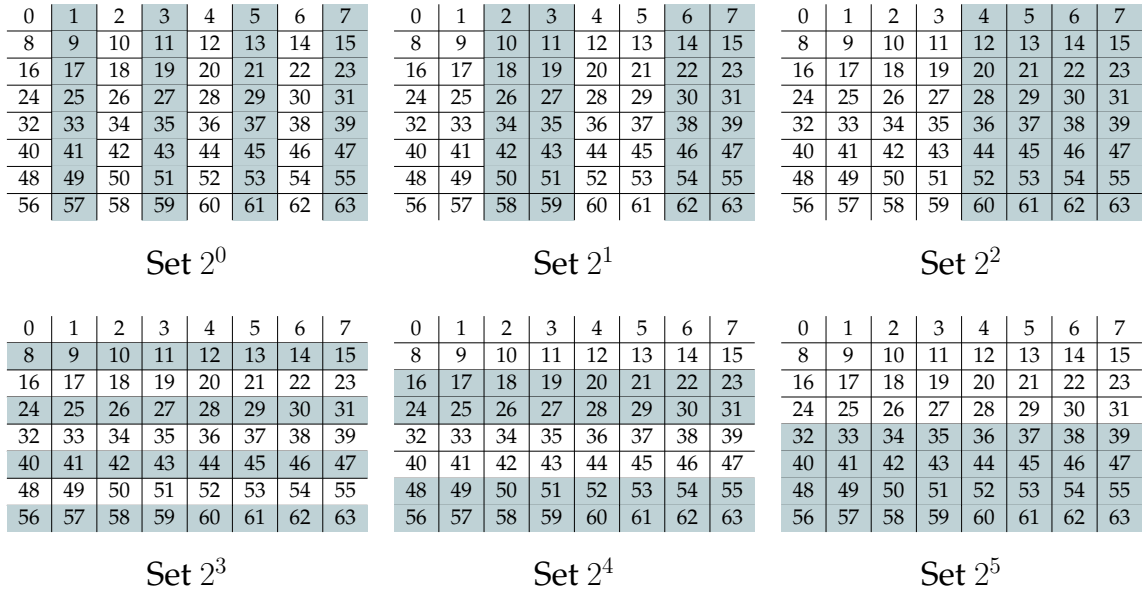 0 1 2 3 4 5 6 7
8 9 10 11 12 13 14 15
16 17 18 19 20 21 22 23
24 25 26 27 28 29 30 31
32 33 34 35 36 37 38 39
40 41 42 43 44 45 46 47
48 49 50 51 52 53 54 55
56 57 58 59 60 61 62 63
Set 2⁰
0 1 2 3 4 5 6 7
8 9 10 11 12 13 14 15
16 17 18 19 20 21 22 23
24 25 26 27 28 29 30 31
32 33 34 35 36 37 38 39
40 41 42 43 44 45 46 47
48 49 50 51 52 53 54 55
56 57 58 59 60 61 62 63
Set 2¹
0 1 2 3 4 5 6 7
8 9 10 11 12 13 14 15
16 17 18 19 20 21 22 23
24 25 26 27 28 29 30 31
32 33 34 35 36 37 38 39
40 41 42 43 44 45 46 47
48 49 50 51 52 53 54 55
56 57 58 59 60 61 62 63
Set 2²
0 1 2 3 4 5 6 7
8 9 10 11 12 13 14 15
16 17 18 19 20 21 22 23
24 25 26 27 28 29 30 31
32 33 34 35 36 37 38 39
40 41 42 43 44 45 46 47
48 49 50 51 52 53 54 55
56 57 58 59 60 61 62 63
Set 2³
0 1 2 3 4 5 6 7
8 9 10 11 12 13 14 15
16 17 18 19 20 21 22 23
24 25 26 27 28 29 30 31
32 33 34 35 36 37 38 39
40 41 42 43 44 45 46 47
48 49 50 51 52 53 54 55
56 57 58 59 60 61 62 63
Set 2⁴
0 1 2 3 4 5 6 7
8 9 10 11 12 13 14 15
16 17 18 19 20 21 22 23
24 25 26 27 28 29 30 31
32 33 34 35 36 37 38 39
40 41 42 43 44 45 46 47
48 49 50 51 52 53 54 55
56 57 58 59 60 61 62 63
Set 2⁵